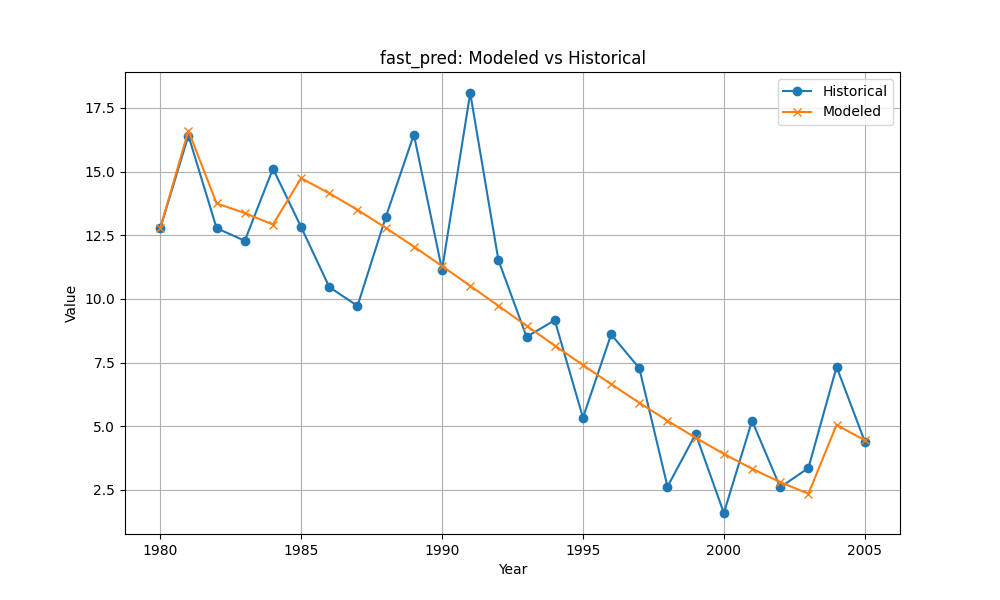 fast_pred: Modeled vs Historical
Historical
Modeled
17.5
15.0
12.5
10.0
7.5
5.0
2.5
Value
1980
1985
1990
1995
2000
2005
Year